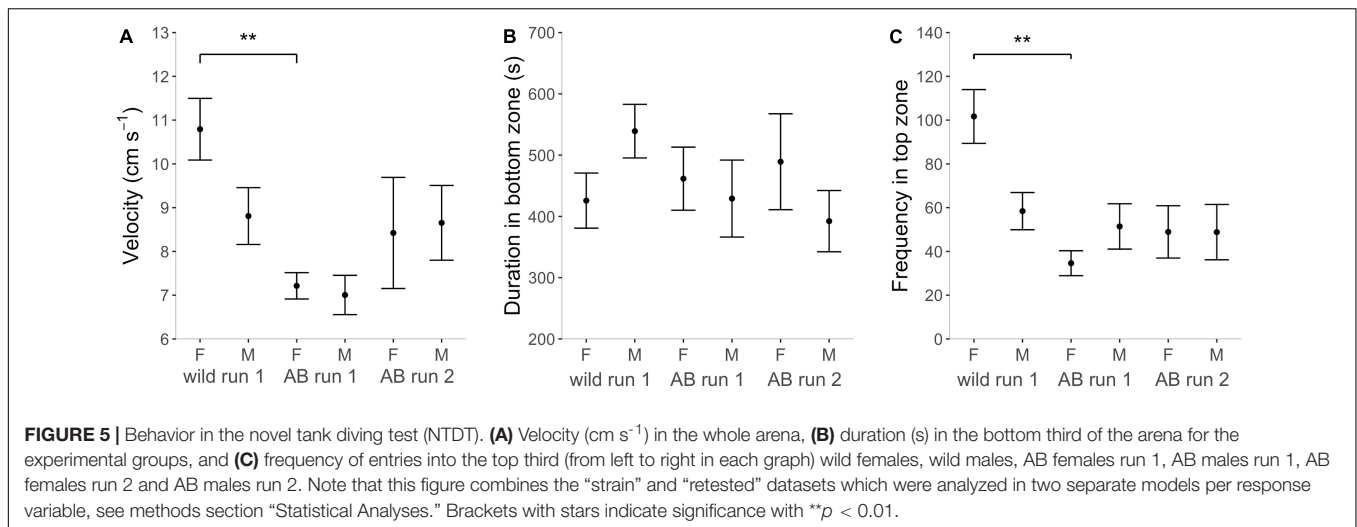 A
**
Velocity (cm s⁻¹)
13
12
11
10
9
8
7
6
F M F M F M
wild run 1 AB run 1 AB run 2
B
Duration in bottom zone (s)
700
600
500
400
300
200
F M F M F M
wild run 1 AB run 1 AB run 2
C
**
Frequency in top zone
140
120
100
80
60
40
20
0
F M F M F M
wild run 1 AB run 1 AB run 2
FIGURE 5 | Behavior in the novel tank diving test (NTDT). (A) Velocity (cm s⁻¹) in the whole arena, (B) duration (s) in the bottom third of the arena for the
experimental groups, and (C) frequency of entries into the top third (from left to right in each graph) wild females, wild males, AB females run 1, AB males run 1, AB
females run 2 and AB males run 2. Note that this figure combines the “strain” and “retested” datasets which were analyzed in two separate models per response
variable, see methods section “Statistical Analyses.” Brackets with stars indicate significance with **p < 0.01.